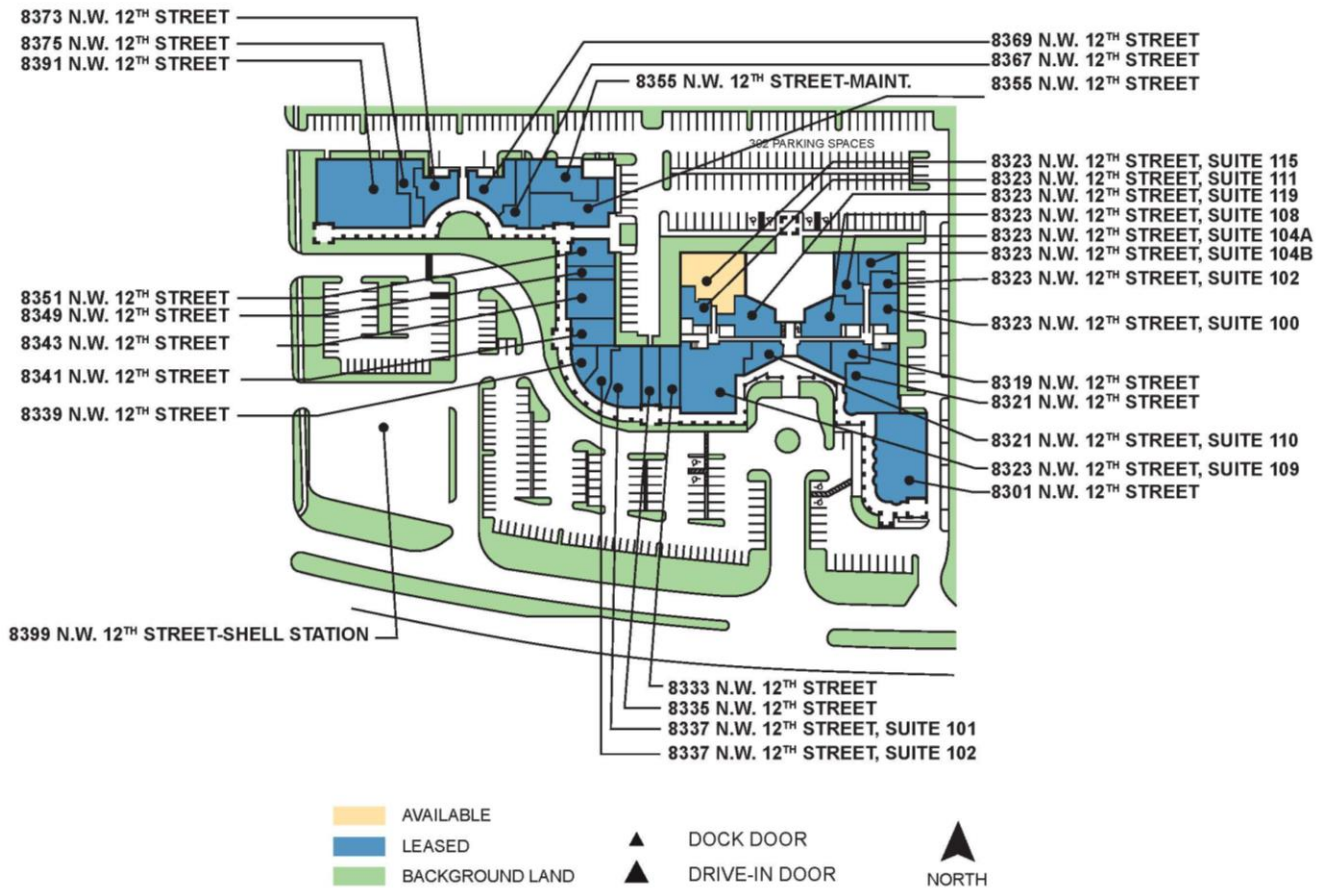 8373 N.W. 12TH STREET
8375 N.W. 12TH STREET
8391 N.W. 12TH STREET
8369 N.W. 12TH STREET
8367 N.W. 12TH STREET
8355 N.W. 12TH STREET-MAINT.
8355 N.W. 12TH STREET
302 PARKING SPACES
8323 N.W. 12TH STREET, SUITE 115
8323 N.W. 12TH STREET, SUITE 111
8323 N.W. 12TH STREET, SUITE 119
8323 N.W. 12TH STREET, SUITE 108
8323 N.W. 12TH STREET, SUITE 104A
8323 N.W. 12TH STREET, SUITE 104B
8323 N.W. 12TH STREET, SUITE 102
8323 N.W. 12TH STREET, SUITE 100
8351 N.W. 12TH STREET
8349 N.W. 12TH STREET
8343 N.W. 12TH STREET
8341 N.W. 12TH STREET
8339 N.W. 12TH STREET
8319 N.W. 12TH STREET
8321 N.W. 12TH STREET
8321 N.W. 12TH STREET, SUITE 110
8323 N.W. 12TH STREET, SUITE 109
8301 N.W. 12TH STREET
8399 N.W. 12TH STREET-SHELL STATION
8333 N.W. 12TH STREET
8335 N.W. 12TH STREET
8337 N.W. 12TH STREET, SUITE 101
8337 N.W. 12TH STREET, SUITE 102
AVAILABLE
LEASED
BACKGROUND LAND
DOCK DOOR
DRIVE-IN DOOR
NORTH